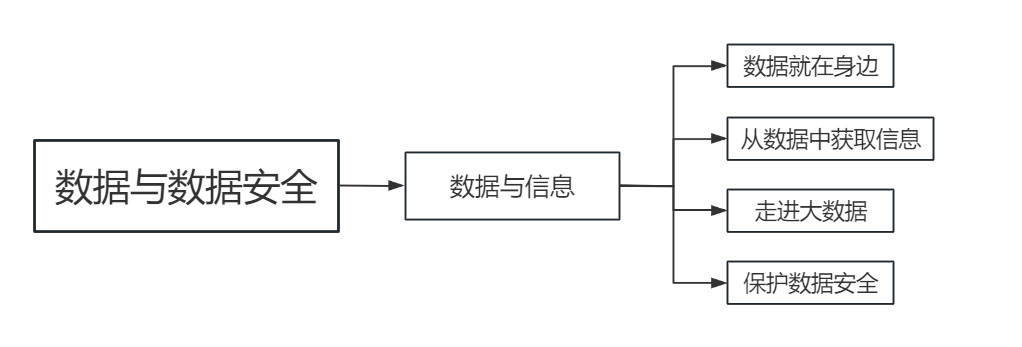 数据与数据安全
数据与信息
数据就在身边
从数据中获取信息
走进大数据
保护数据安全